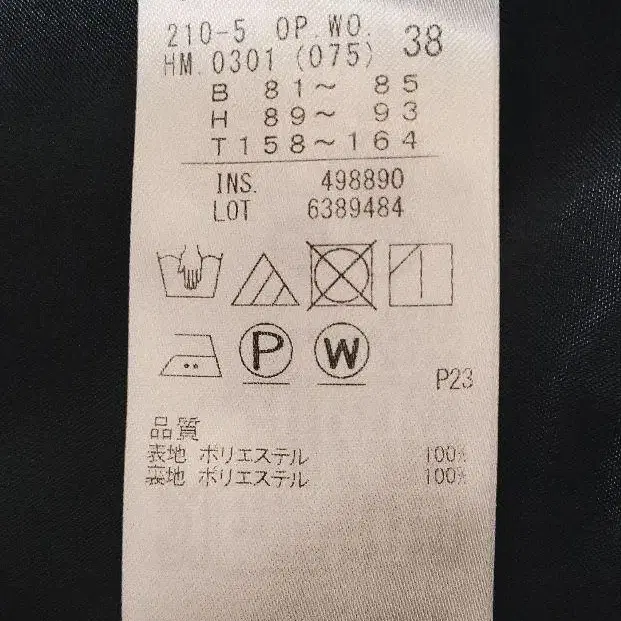 210-5 OP.WO. 38
HM.0301 (075)
B 81～ 85
H 89～ 93
T158～164
INS. 498890
LOT 6389484
P W
P23
品質
表地 ポリエステル 100%
裏地 ポリエステル 100%